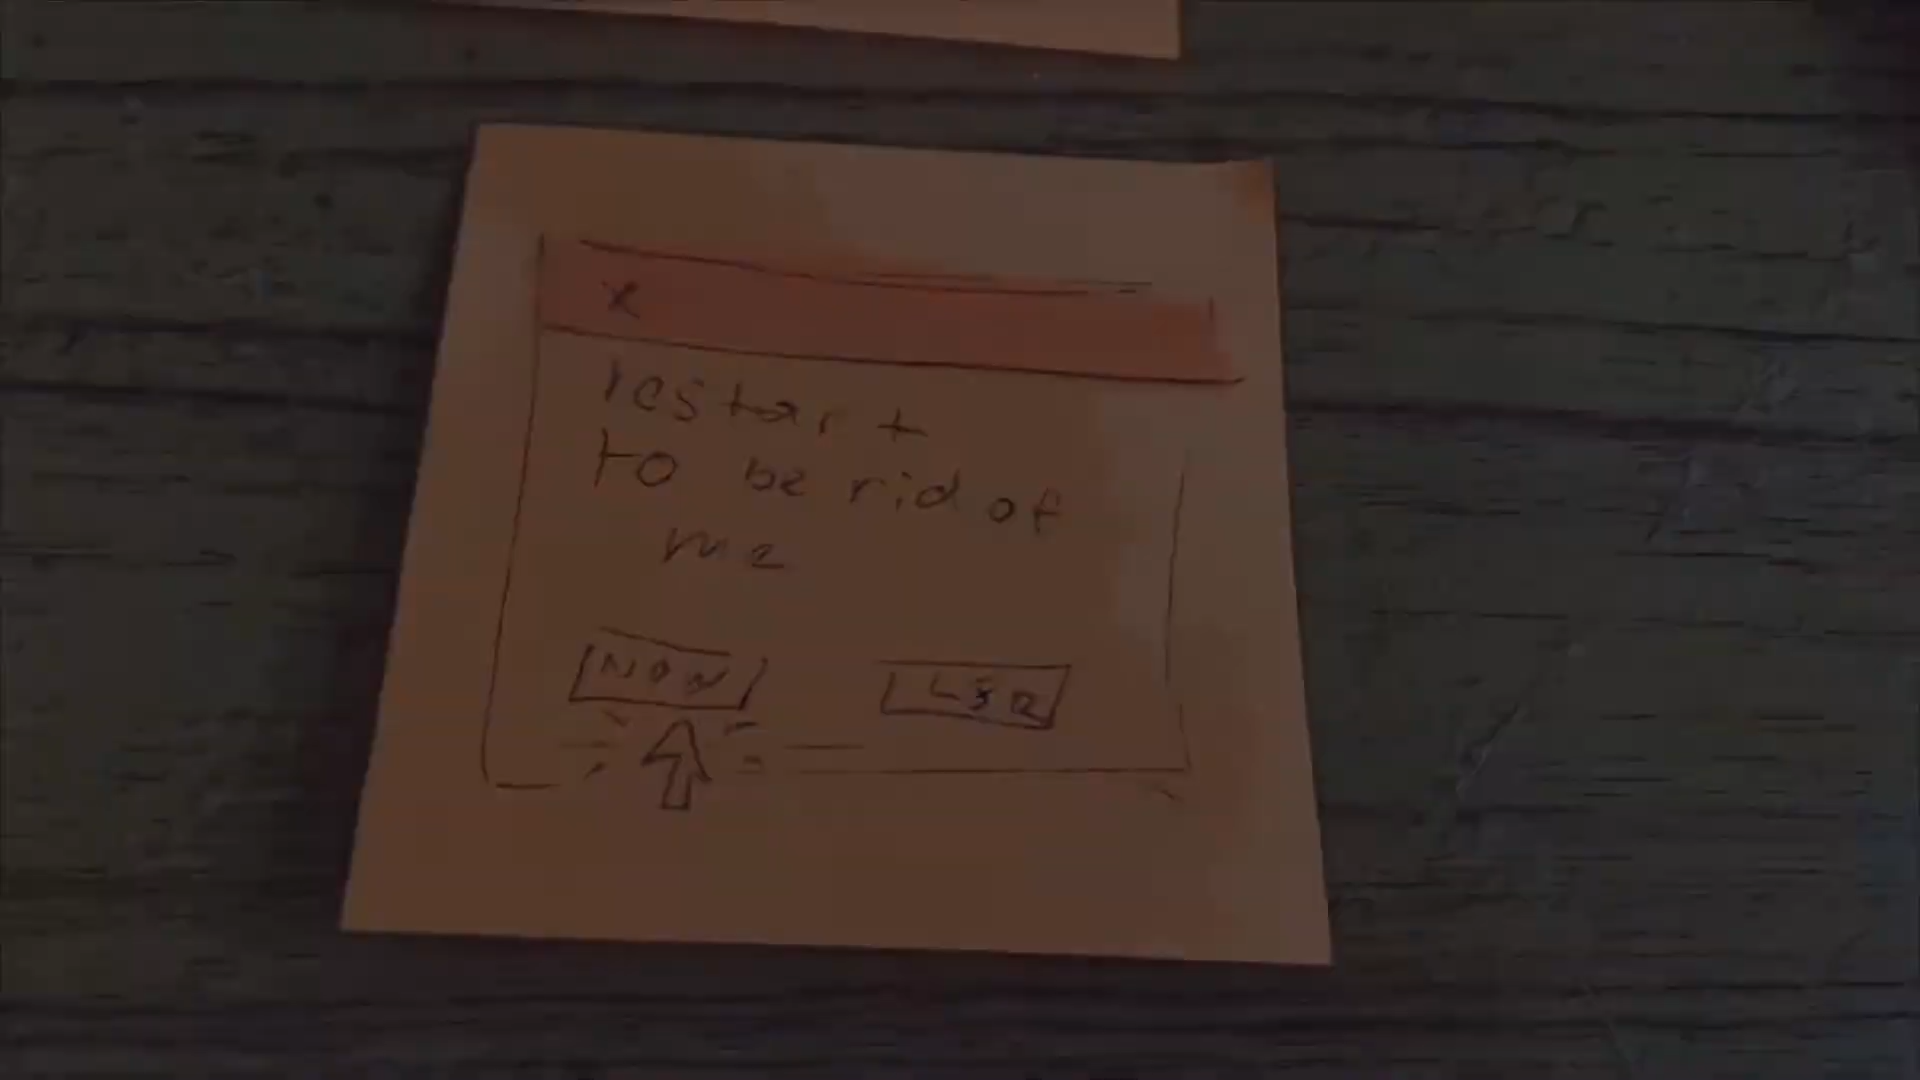 x
restart
to be rid of
me
NOW
L8R